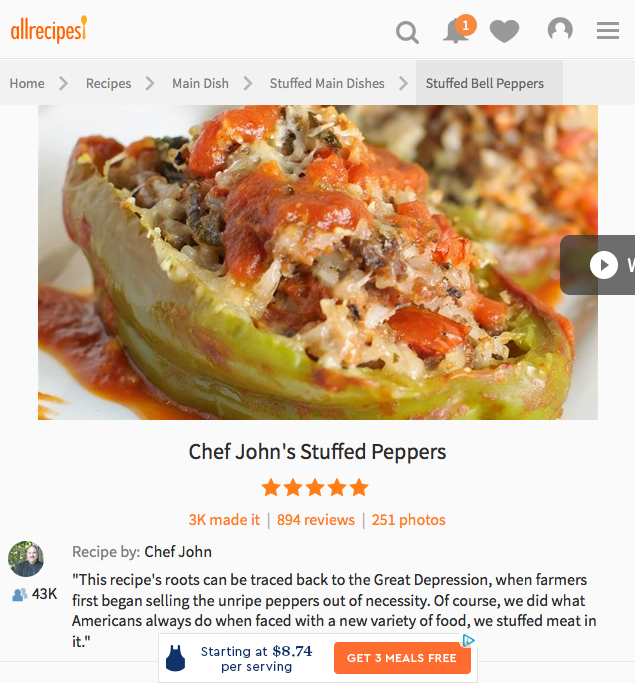 allrecipes
1
Home Recipes Main Dish Stuffed Main Dishes Stuffed Bell Peppers
W
Chef John's Stuffed Peppers
3K made it | 894 reviews | 251 photos
Recipe by: Chef John
43K
"This recipe's roots can be traced back to the Great Depression, when farmers
first began selling the unripe peppers out of necessity. Of course, we did what
Americans always do when faced with a new variety of food, we stuffed meat in
it."
Starting at $8.74
per serving
GET 3 MEALS FREE